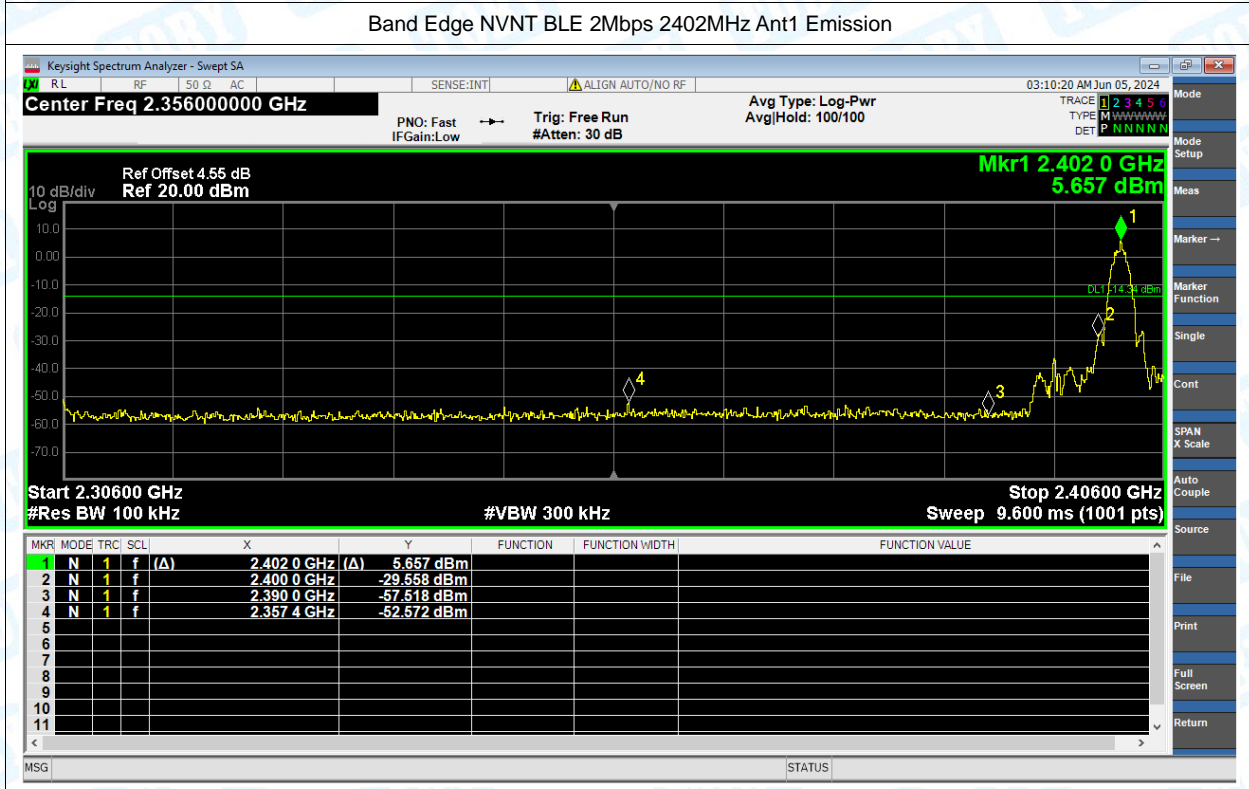 Band Edge NVNT BLE 2Mbps 2402MHz Ant1 Emission
Keysight Spectrum Analyzer - Swept SA
LXI RL RF 50 Ω AC SENSE:INT ALIGN AUTO/NO RF 03:10:20 AM Jun 05, 2024
Center Freq 2.356000000 GHz
PNO: Fast
IFGain:Low
Trig: Free Run
#Atten: 30 dB
Avg Type: Log-Pwr
Avg|Hold: 100/100
TRACE 1 2 3 4 5 6
TYPE M WWWWW
DET P N N N N N
Mkr1 2.402 0 GHz
5.657 dBm
Ref Offset 4.55 dB
10 dB/div Ref 20.00 dBm
Log
10.0
0.00
-10.0
-20.0
-30.0
-40.0
-50.0
-60.0
-70.0
1
DL1 -14.34 dBm
2
4
3
Start 2.30600 GHz Stop 2.40600 GHz
#Res BW 100 kHz #VBW 300 kHz Sweep 9.600 ms (1001 pts)
MKR MODE TRC SCL X Y FUNCTION FUNCTION WIDTH FUNCTION VALUE
1 N 1 f (Δ) 2.402 0 GHz (Δ) 5.657 dBm
2 N 1 f 2.400 0 GHz -29.558 dBm
3 N 1 f 2.390 0 GHz -57.518 dBm
4 N 1 f 2.357 4 GHz -52.572 dBm
5
6
7
8
9
10
11
MSG STATUS
Mode
Mode
Setup
Meas
Marker →
Marker
Function
Single
Cont
SPAN
X Scale
Auto
Couple
Source
File
Print
Full
Screen
Return